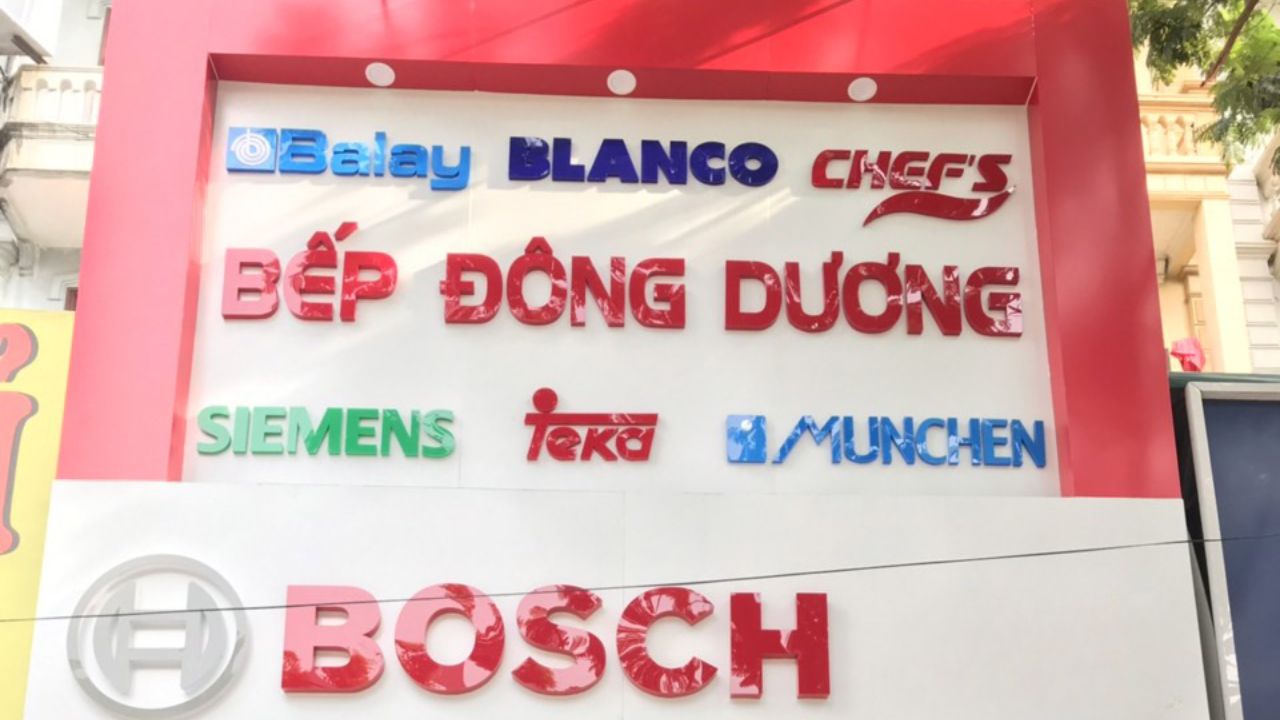 Balay BLANCO CHEF'S
BẾP ĐÔNG DƯƠNG
SIEMENS Teka MUNCHEN
BOSCH